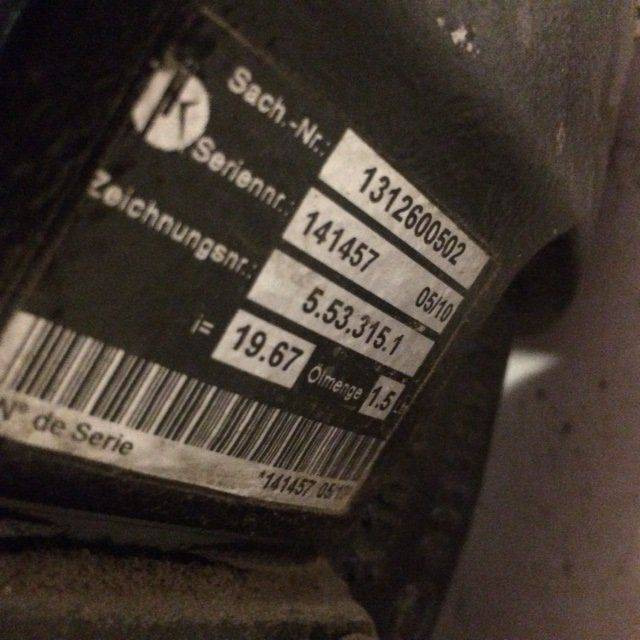 K
Sach.-Nr.: 1312600502
Seriennr.: 141457 05/10
Zeichnungsnr.: 5.53.315.1
i= 19.67 Ölmenge 1.5
N° de Serie *141457 05